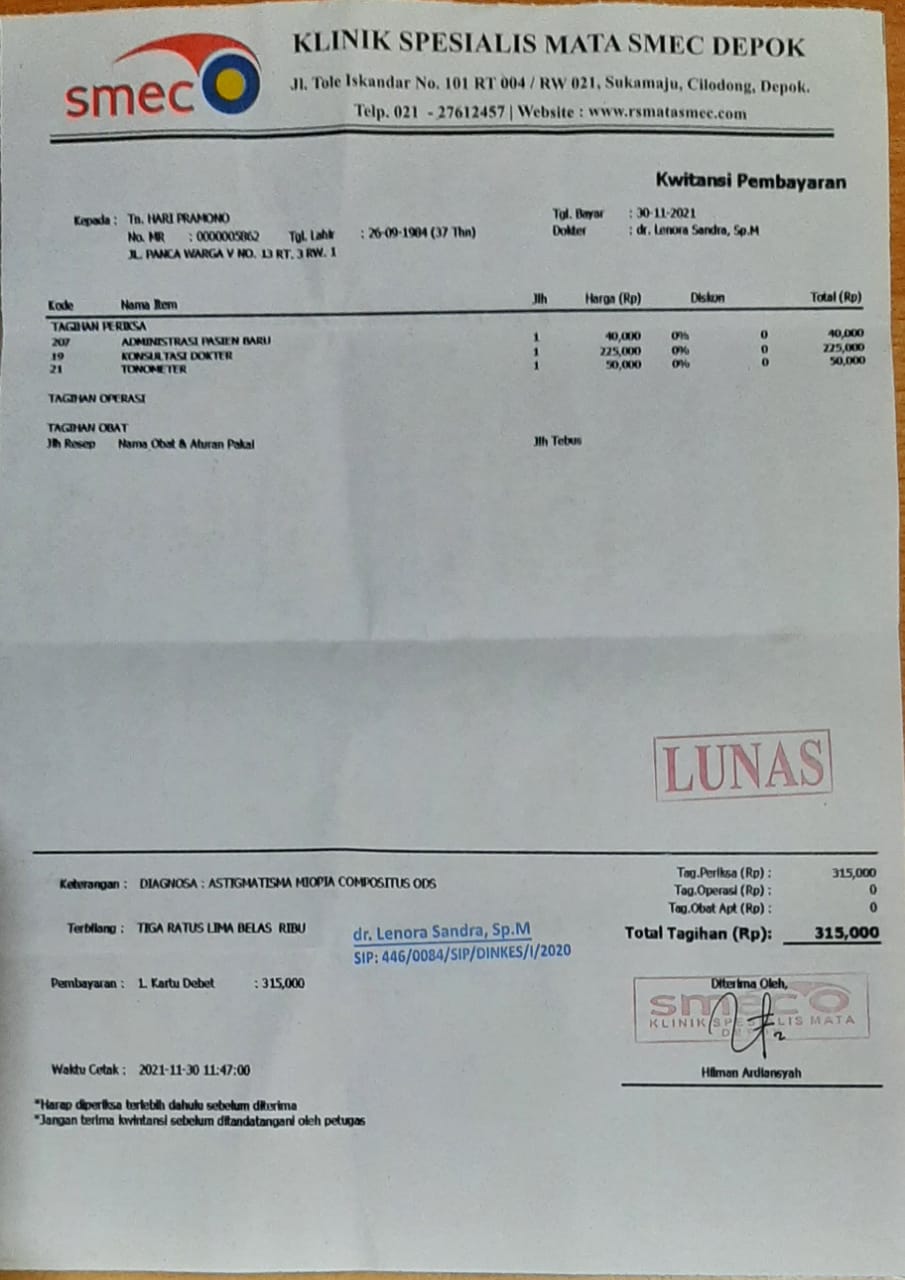 smec
KLINIK SPESIALIS MATA SMEC DEPOK
Jl. Tole Iskandar No. 101 RT 004 / RW 021, Sukamaju, Cilodong, Depok.
Telp. 021 - 27612457 | Website : www.rsmatasmec.com
Kwitansi Pembayaran
Kepada : Tn. HARI PRAMONO
No. MR : 0000005862 Tgl. Lahir : 26-09-1984 (37 Thn)
JL. PANCA WARGA V NO. 13 RT. 3 RW. 1
Tgl. Bayar : 30-11-2021
Dokter : dr. Lenora Sandra, Sp.M
Kode Nama Item Jlh Harga (Rp) Diskon Total (Rp)
TAGIHAN PERIKSA
207 ADMINISTRASI PASIEN BARU 1 40,000 0% 0 40,000
19 KONSULTASI DOKTER 1 225,000 0% 0 225,000
21 TONOMETER 1 50,000 0% 0 50,000
TAGIHAN OPERASI
TAGIHAN OBAT
Jlh Resep Nama Obat & Aturan Pakai Jlh Tebus
LUNAS
Keterangan : DIAGNOSA : ASTIGMATISMA MIOPIA COMPOSITUS ODS
Tag.Periksa (Rp) : 315,000
Tag.Operasi (Rp) : 0
Tag.Obat Apt (Rp) : 0
Total Tagihan (Rp): 315,000
Terbilang : TIGA RATUS LIMA BELAS RIBU
dr. Lenora Sandra, Sp.M
SIP: 446/0084/SIP/DINKES/I/2020
Pembayaran : 1. Kartu Debet : 315,000
Diterima Oleh,
smec
KLINIK SPESIALIS MATA
Hilman Ardiansyah
Waktu Cetak : 2021-11-30 11:47:00
*Harap diperiksa terlebih dahulu sebelum diterima
*Jangan terima kwintansi sebelum ditandatangani oleh petugas